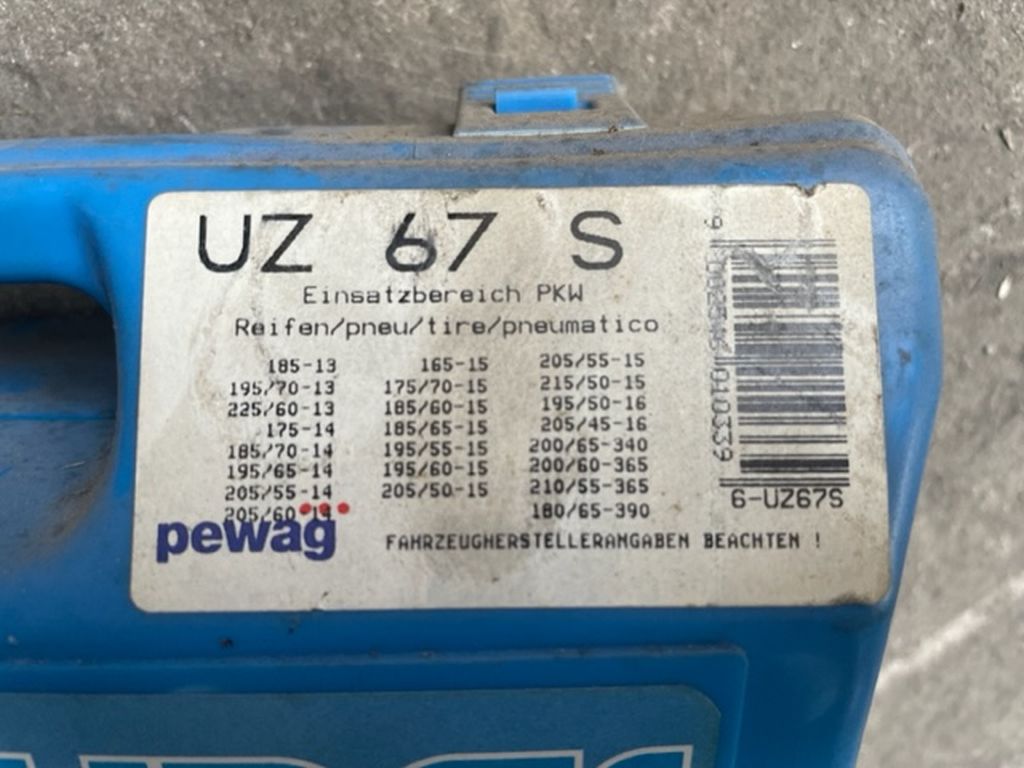 UZ 67 S
Einsatzbereich PKW
Reifen/pneu/tire/pneumatico
185-13 165-15 205/55-15
195/70-13 175/70-15 215/50-15
225/60-13 185/60-15 195/50-16
175-14 185/65-15 205/45-16
185/70-14 195/55-15 200/65-340
195/65-14 195/60-15 200/60-365
205/55-14 205/50-15 210/55-365
205/60-14 180/65-390
pewag
FAHRZEUGHERSTELLERANGABEN BEACHTEN !
6-UZ67S